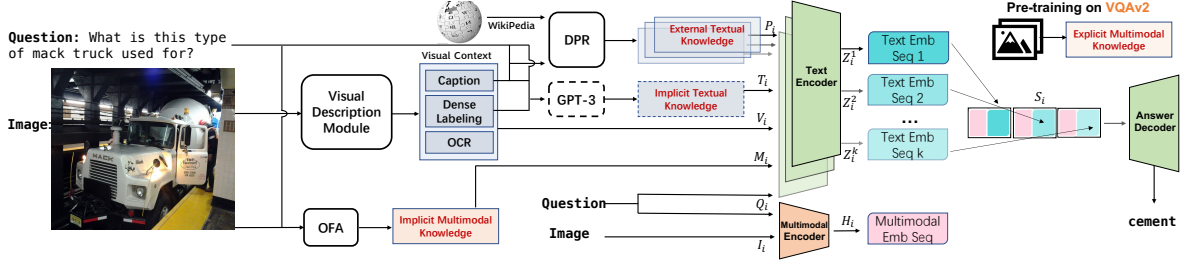 Question: What is this type
of mack truck used for?
Image:
MACK
Visual
Description
Module
OFA
Implicit Multimodal
Knowledge
Visual Context
Caption
Dense
Labeling
OCR
WikiPedia
DPR
GPT-3
External Textual
Knowledge
Implicit Textual
Knowledge
P_i
T_i
V_i
M_i
Question
Q_i
Image
I_i
Text
Encoder
Multimodal
Encoder
H_i
Multimodal
Emb Seq
Z_i^1
Z_i^2
Z_i^k
Text Emb
Seq 1
Text Emb
Seq 2
...
Text Emb
Seq k
S_i
Pre-training on VQAv2
Explicit Multimodal
Knowledge
Answer
Decoder
cement